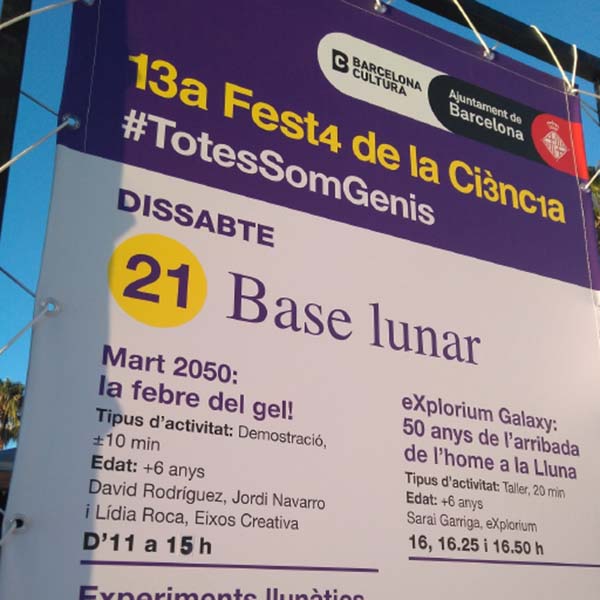 BARCELONA
CULTURA
Ajuntament de
Barcelona
13a Fest4 de la Ci3nc1a
#TotesSomGenis
DISSABTE
21 Base lunar
Mart 2050:
la febre del gel!
Tipus d'activitat: Demostració,
±10 min
Edat: +6 anys
David Rodríguez, Jordi Navarro
i Lídia Roca, Eixos Creativa
D'11 a 15 h
eXplorium Galaxy:
50 anys de l'arribada
de l'home a la Lluna
Tipus d'activitat: Taller, 20 min
Edat: +6 anys
Sarai Garriga, eXplorium
16, 16.25 i 16.50 h
Experiments llunàtics